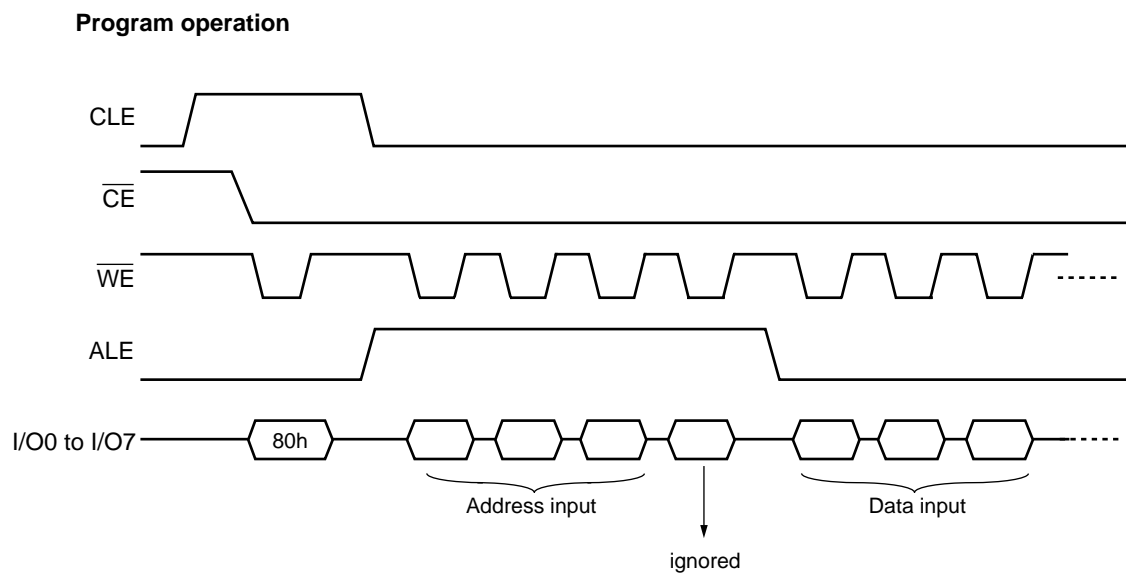 Program operation
CLE
CE
WE
ALE
I/O0 to I/O7
80h
Address input
Data input
ignored